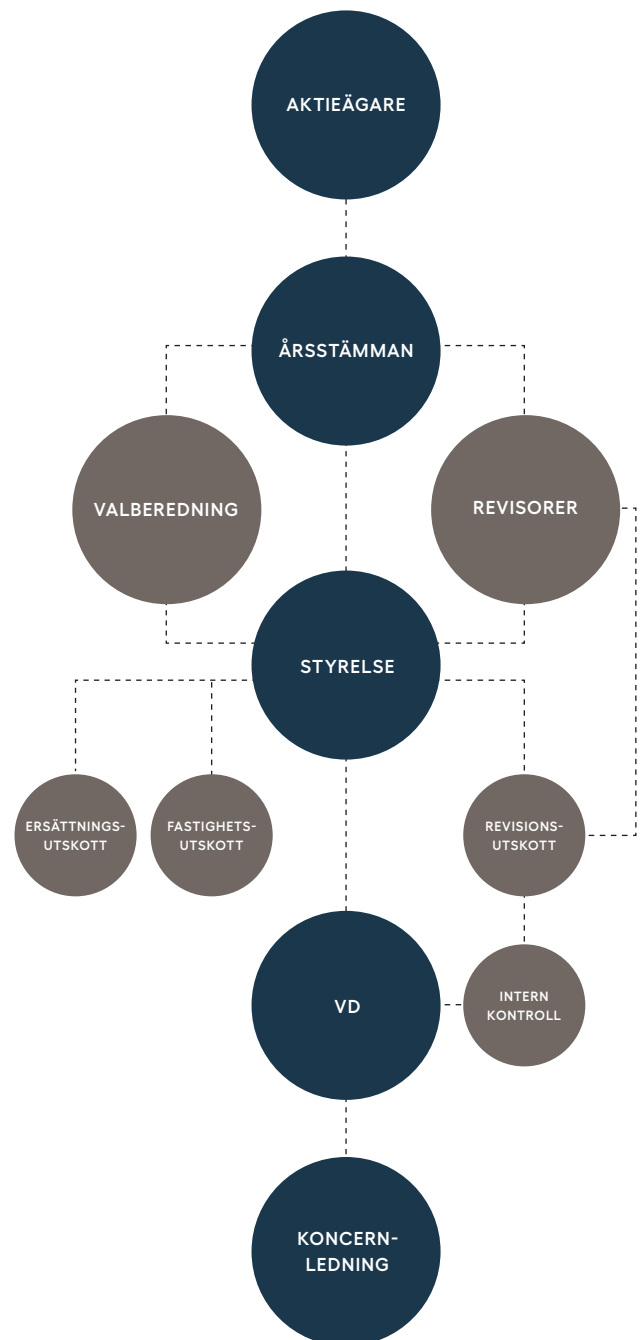 AKTIEÄGARE
ÅRSSTÄMMAN
VALBEREDNING
REVISORER
STYRELSE
ERSÄTTNINGS-
UTSKOTT
FASTIGHETS-
UTSKOTT
REVISIONS-
UTSKOTT
VD
INTERN
KONTROLL
KONCERN-
LEDNING